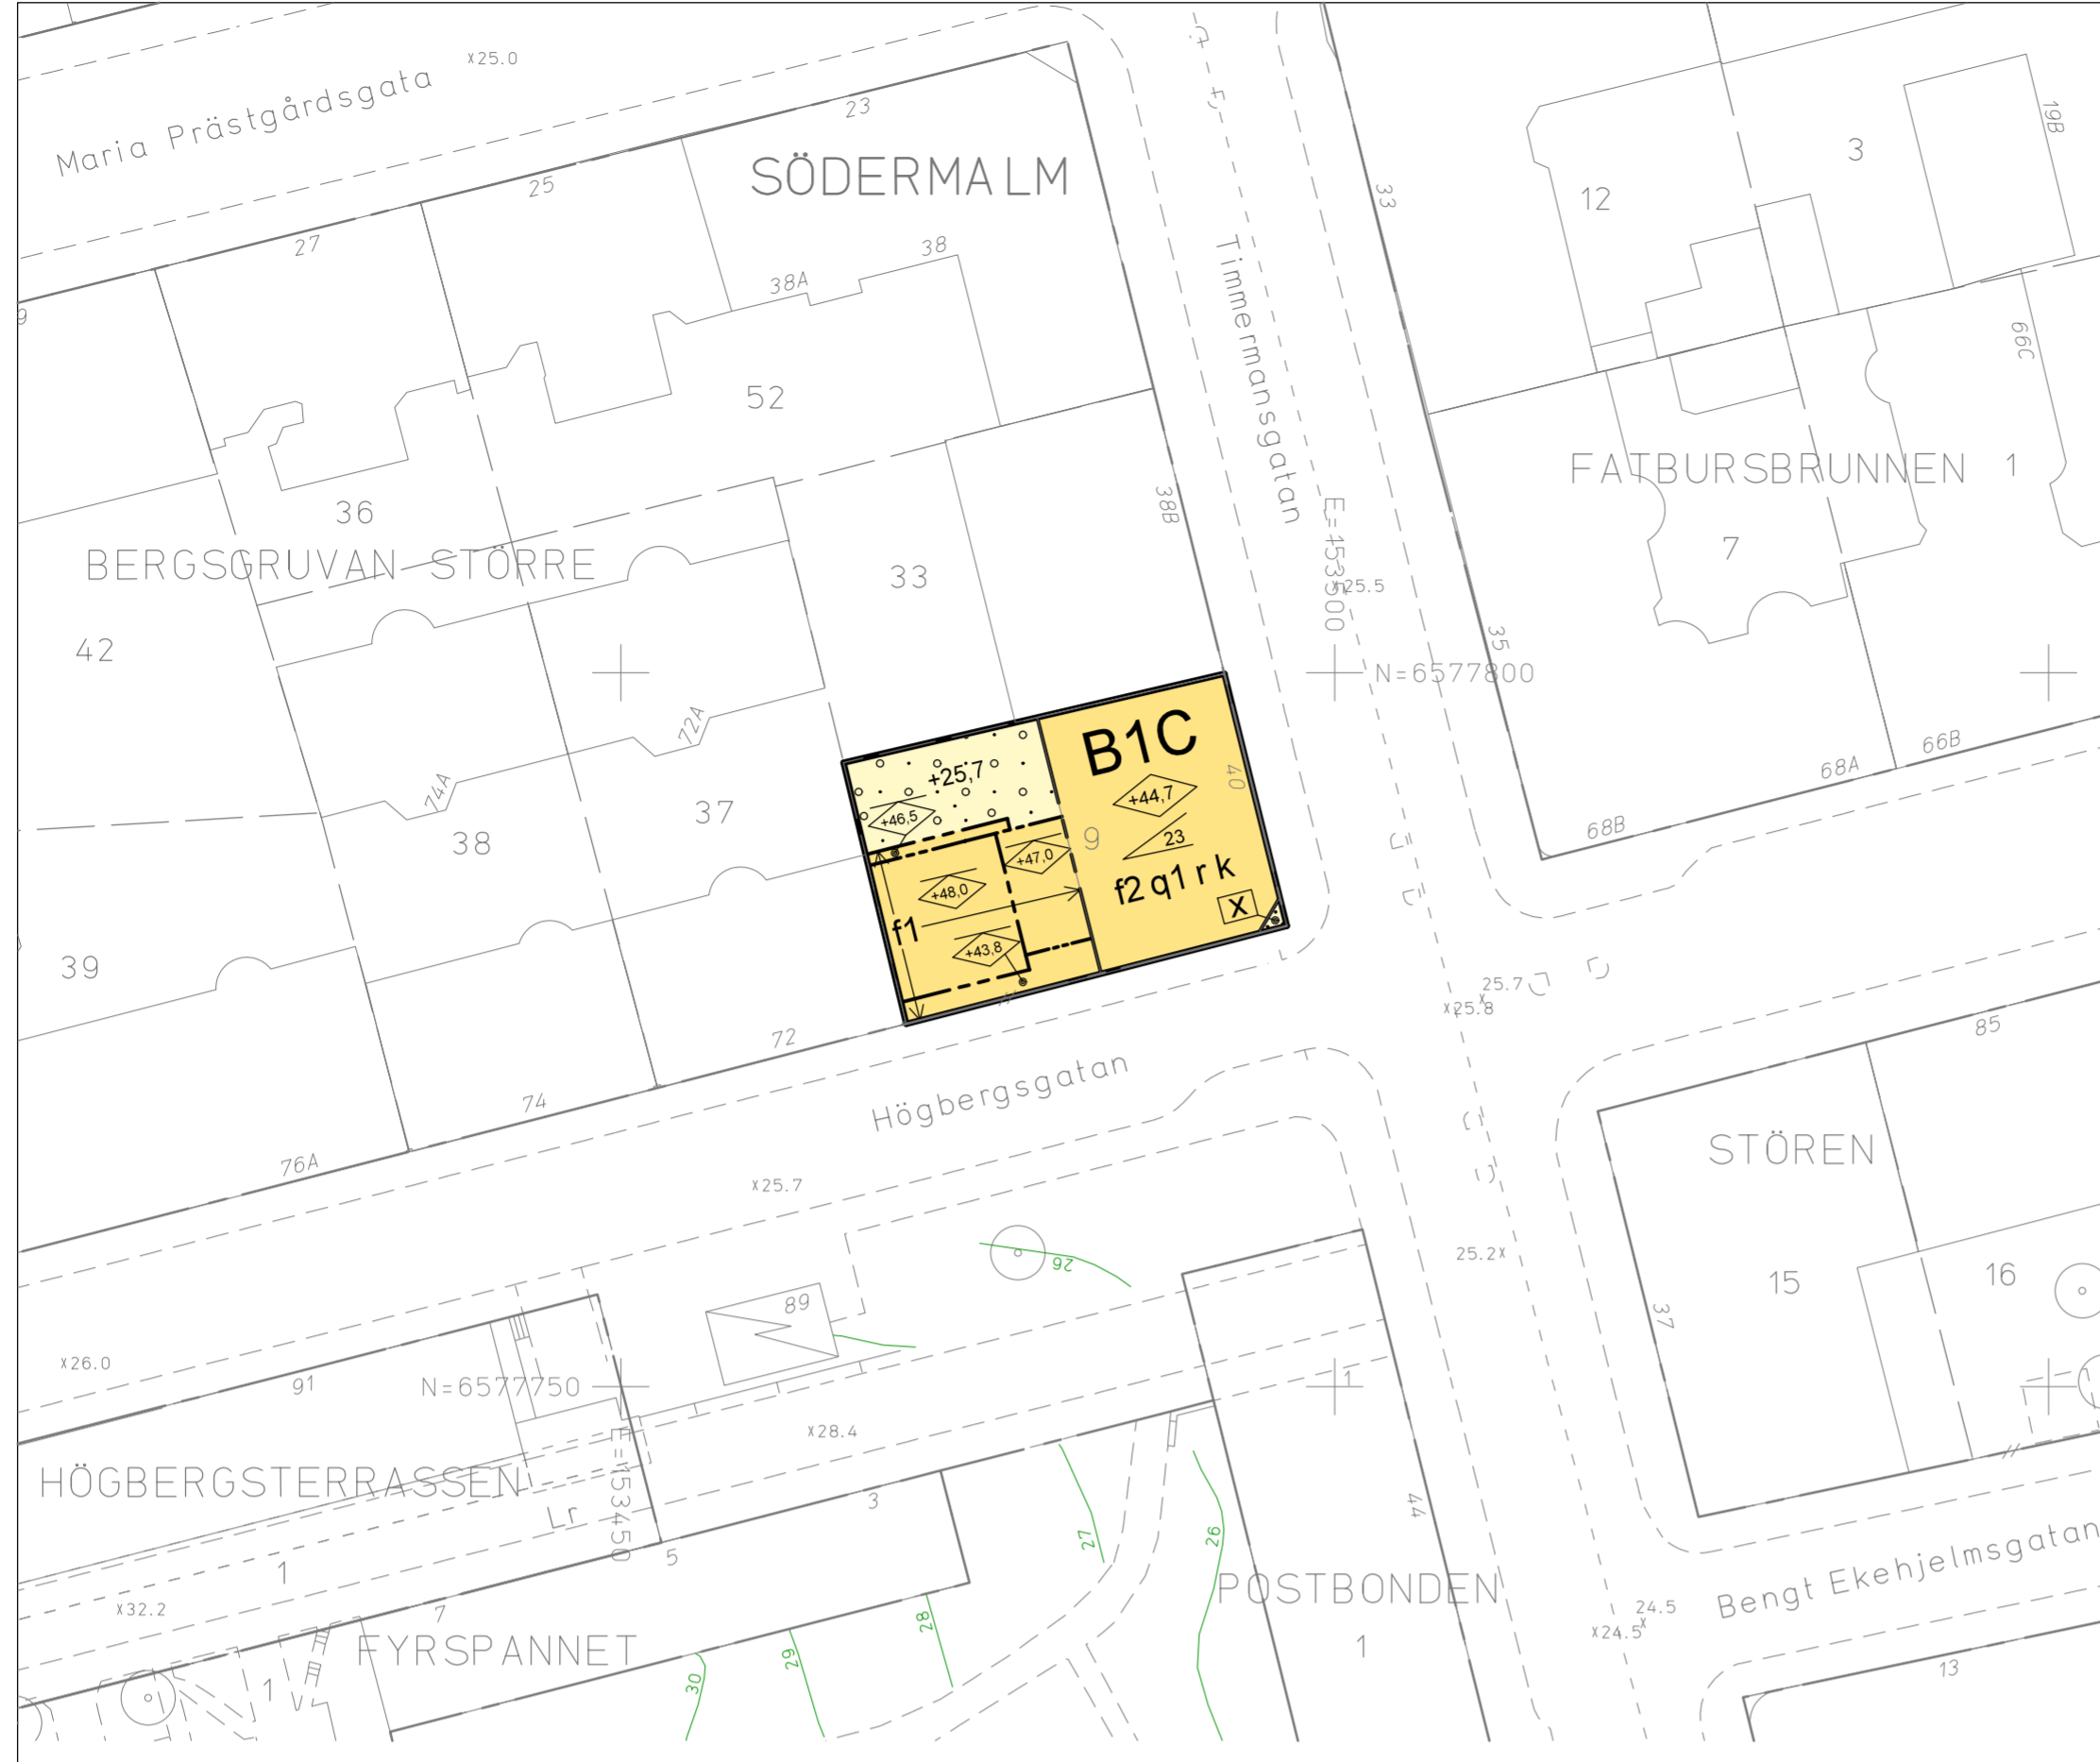 Maria Prästgårdsgata
x25.0
23
25
27
9
SÖDERMALM
38
38A
52
36
BERGSGRUVAN STÖRRE
42
33
38B
Timmermansgatan
33
12
3
19B
66C
FATBURSBRUNNEN 1
7
35
E=153500
x25.5
N=6577800
66B
68A
68B
72A
74A
37
38
39
B1C
+25,7
+46,5
+44,7
40
23
9
+47,0
+48,0
f2 q1 r k
f1
X
+43,8
72
74
76A
Högbergsgatan
25.7
x
x25.8
85
STÖREN
x25.7
25.2x
15
16
37
26
89
x26.0
91
N=6577750
E=153450
1
x28.4
HÖGBERGSTERRASSEN
Lr
3
5
1
7
x32.2
FYRSPANNET
1
27
26
28
29
30
44
POSTBONDEN
1
Bengt Ekehjelmsgatan
24.5
x
x24.5
13